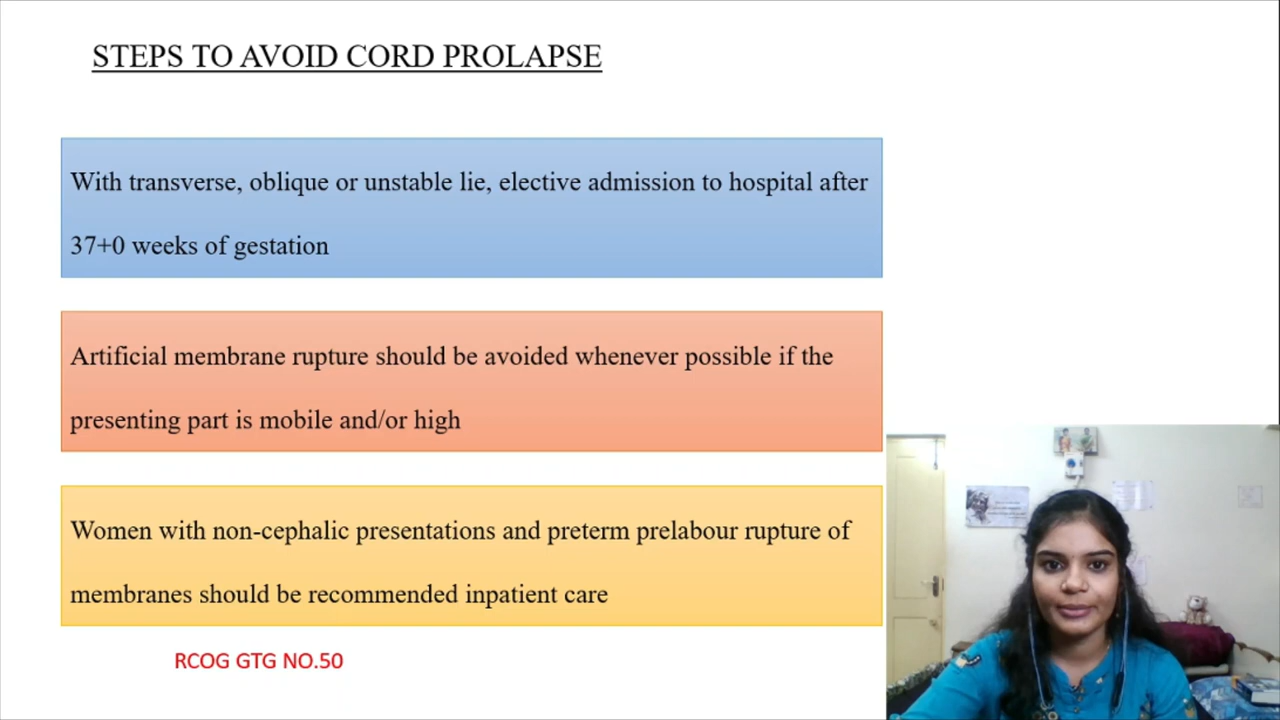 STEPS TO AVOID CORD PROLAPSE
With transverse, oblique or unstable lie, elective admission to hospital after
37+0 weeks of gestation
Artificial membrane rupture should be avoided whenever possible if the
presenting part is mobile and/or high
Women with non-cephalic presentations and preterm prelabour rupture of
membranes should be recommended inpatient care
RCOG GTG NO.50